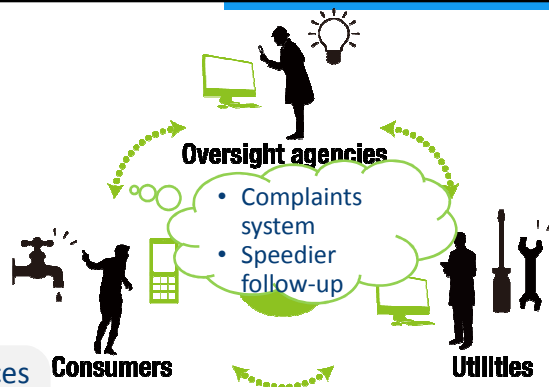 Oversight agencies
• Complaints
system
• Speedier
follow-up
Consumers
Utilities